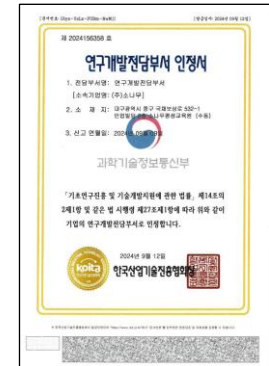 제 2024156358 호
연구개발전담부서 인정서
1. 전담부서명: 연구개발전담부서
[소속기업명: (주)소나무]
2. 소 재 지: 대구광역시 중구 국채보상로 532-1
3. 신고 연월일: 2024년
과학기술정보통신부
「기초연구진흥 및 기술개발지원에 관한 법률」 제14조의
2제1항 및 같은 법 시행령 제27조제1항에 따라 위와 같이
기업의 연구개발전담부서로 인정합니다.
2024년 9월 12일
koita
한국산업기술진흥협회장